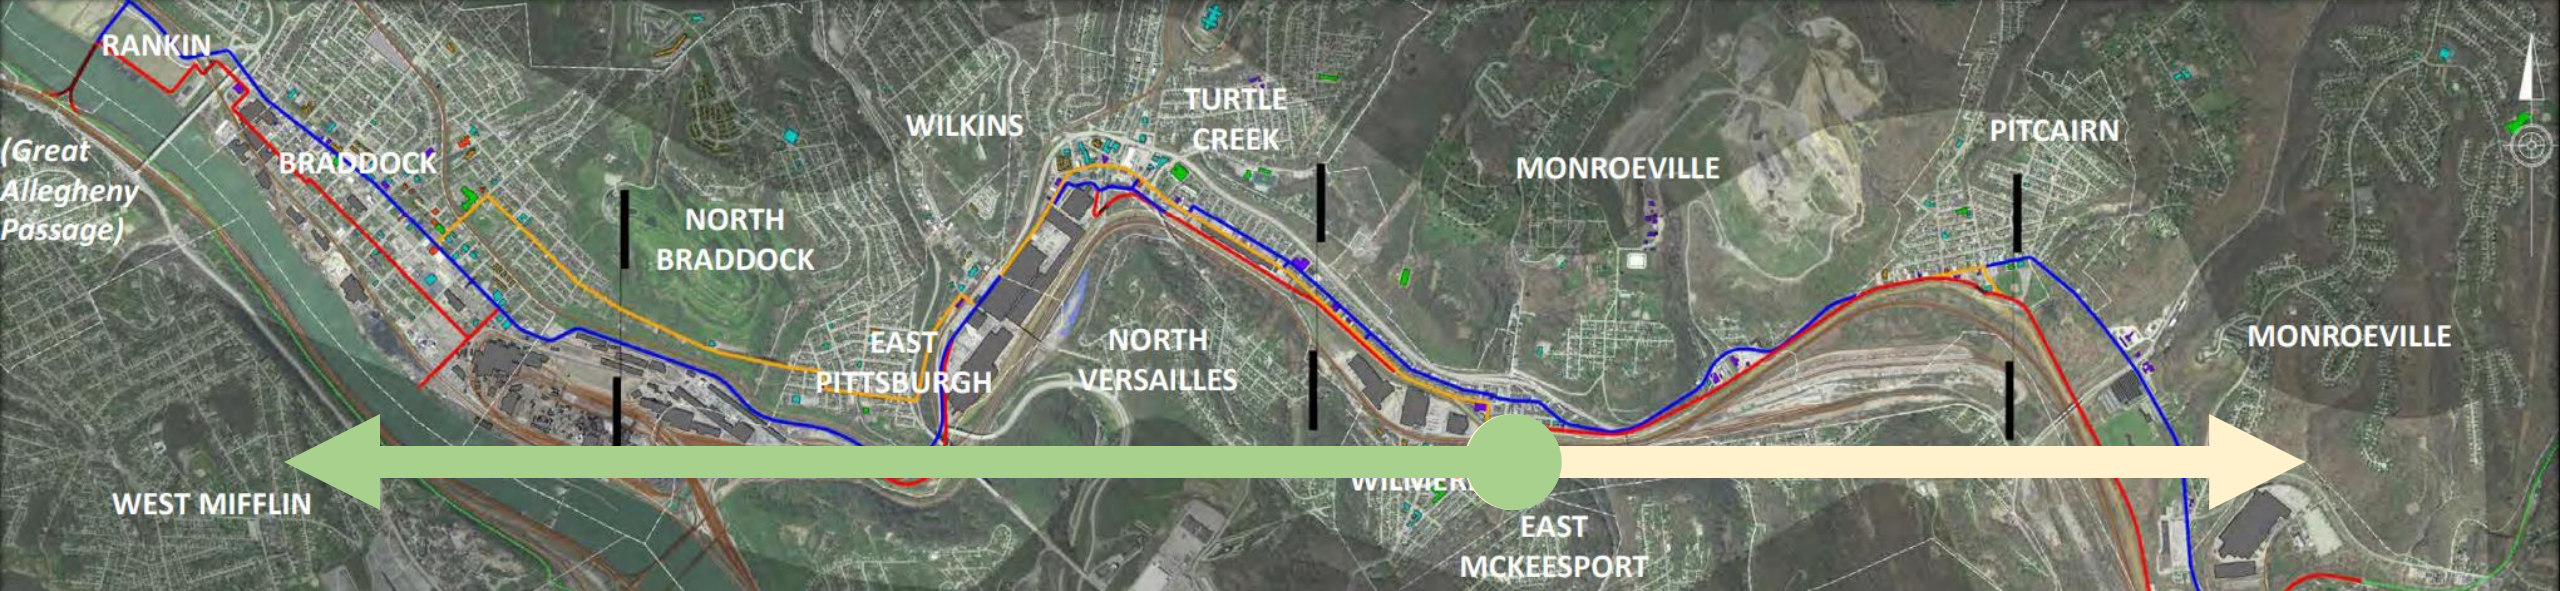 RANKIN
(Great
Allegheny
Passage)
BRADDOCK
NORTH
BRADDOCK
WILKINS
TURTLE
CREEK
MONROEVILLE
PITCAIRN
EAST
PITTSBURGH
NORTH
VERSAILLES
MONROEVILLE
WEST MIFFLIN
EAST
MCKEESPORT